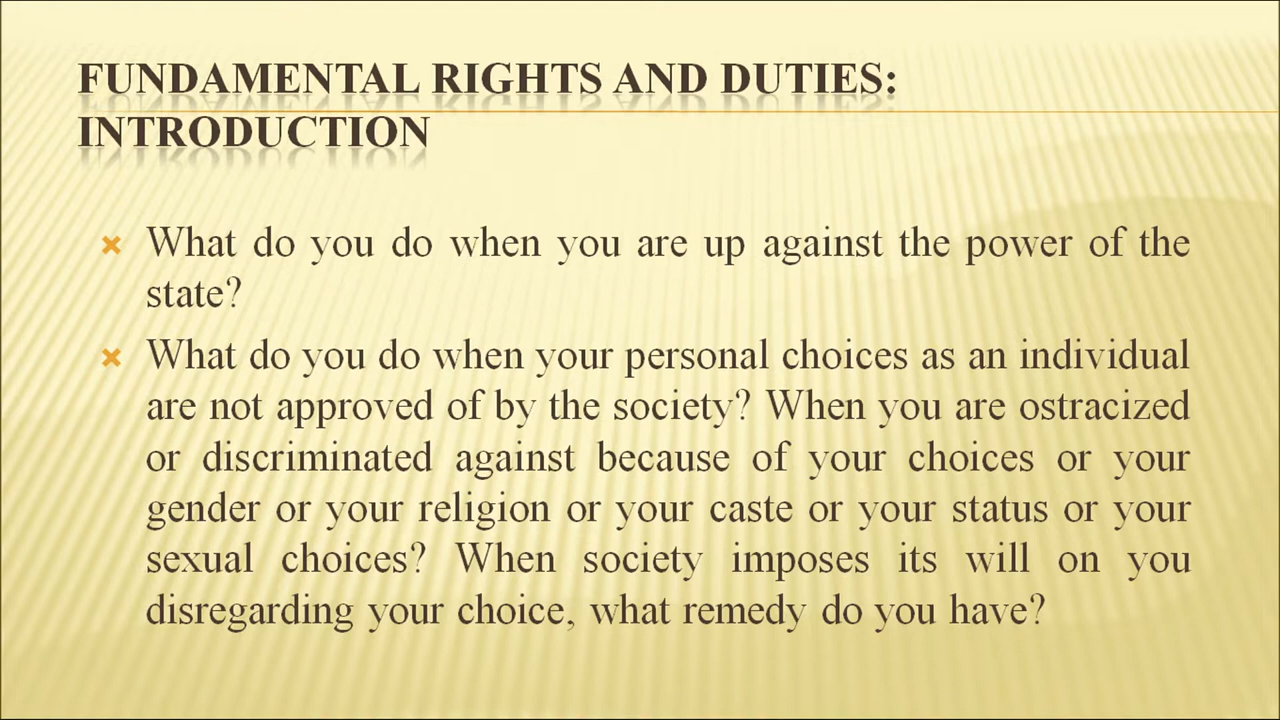 FUNDAMENTAL RIGHTS AND DUTIES:
INTRODUCTION
What do you do when you are up against the power of the
state?
What do you do when your personal choices as an individual
are not approved of by the society? When you are ostracized
or discriminated against because of your choices or your
gender or your religion or your caste or your status or your
sexual choices? When society imposes its will on you
disregarding your choice, what remedy do you have?